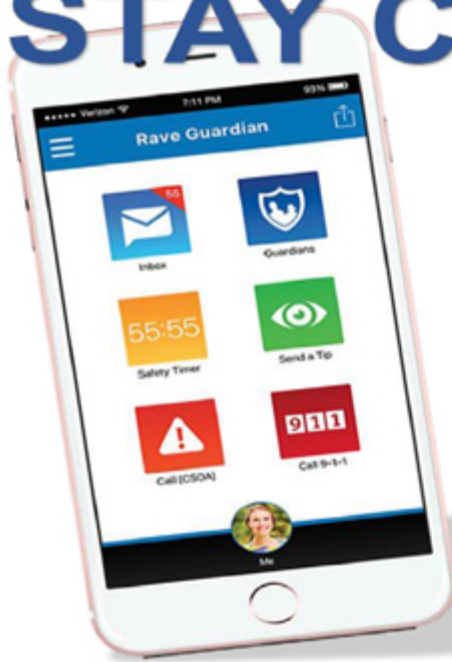 STAY C
Verizon 7:11 PM 93%
Rave Guardian
55
Inbox Guardians
55:55
Safety Timer Send a Tip
911
Call [CSOA] Call 9-1-1
Me